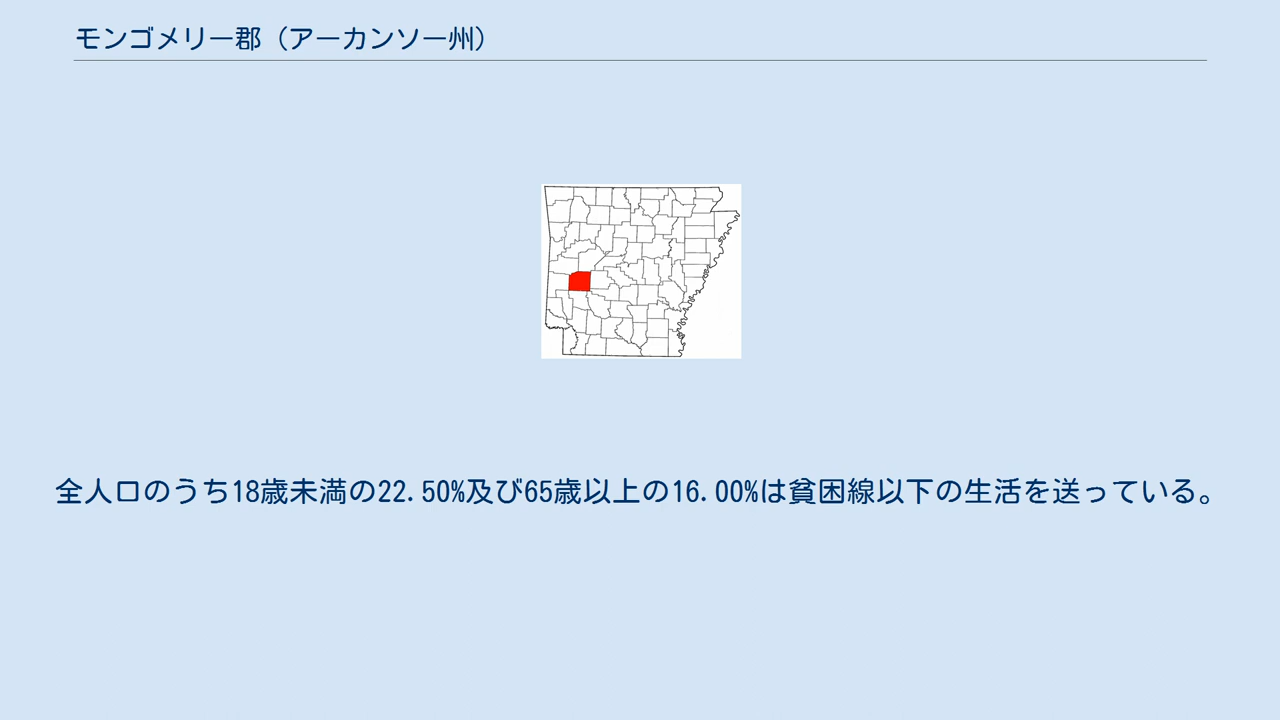 モンゴメリー郡（アーカンソー州）
全人口のうち18歳未満の22.50%及び65歳以上の16.00%は貧困線以下の生活を送っている。